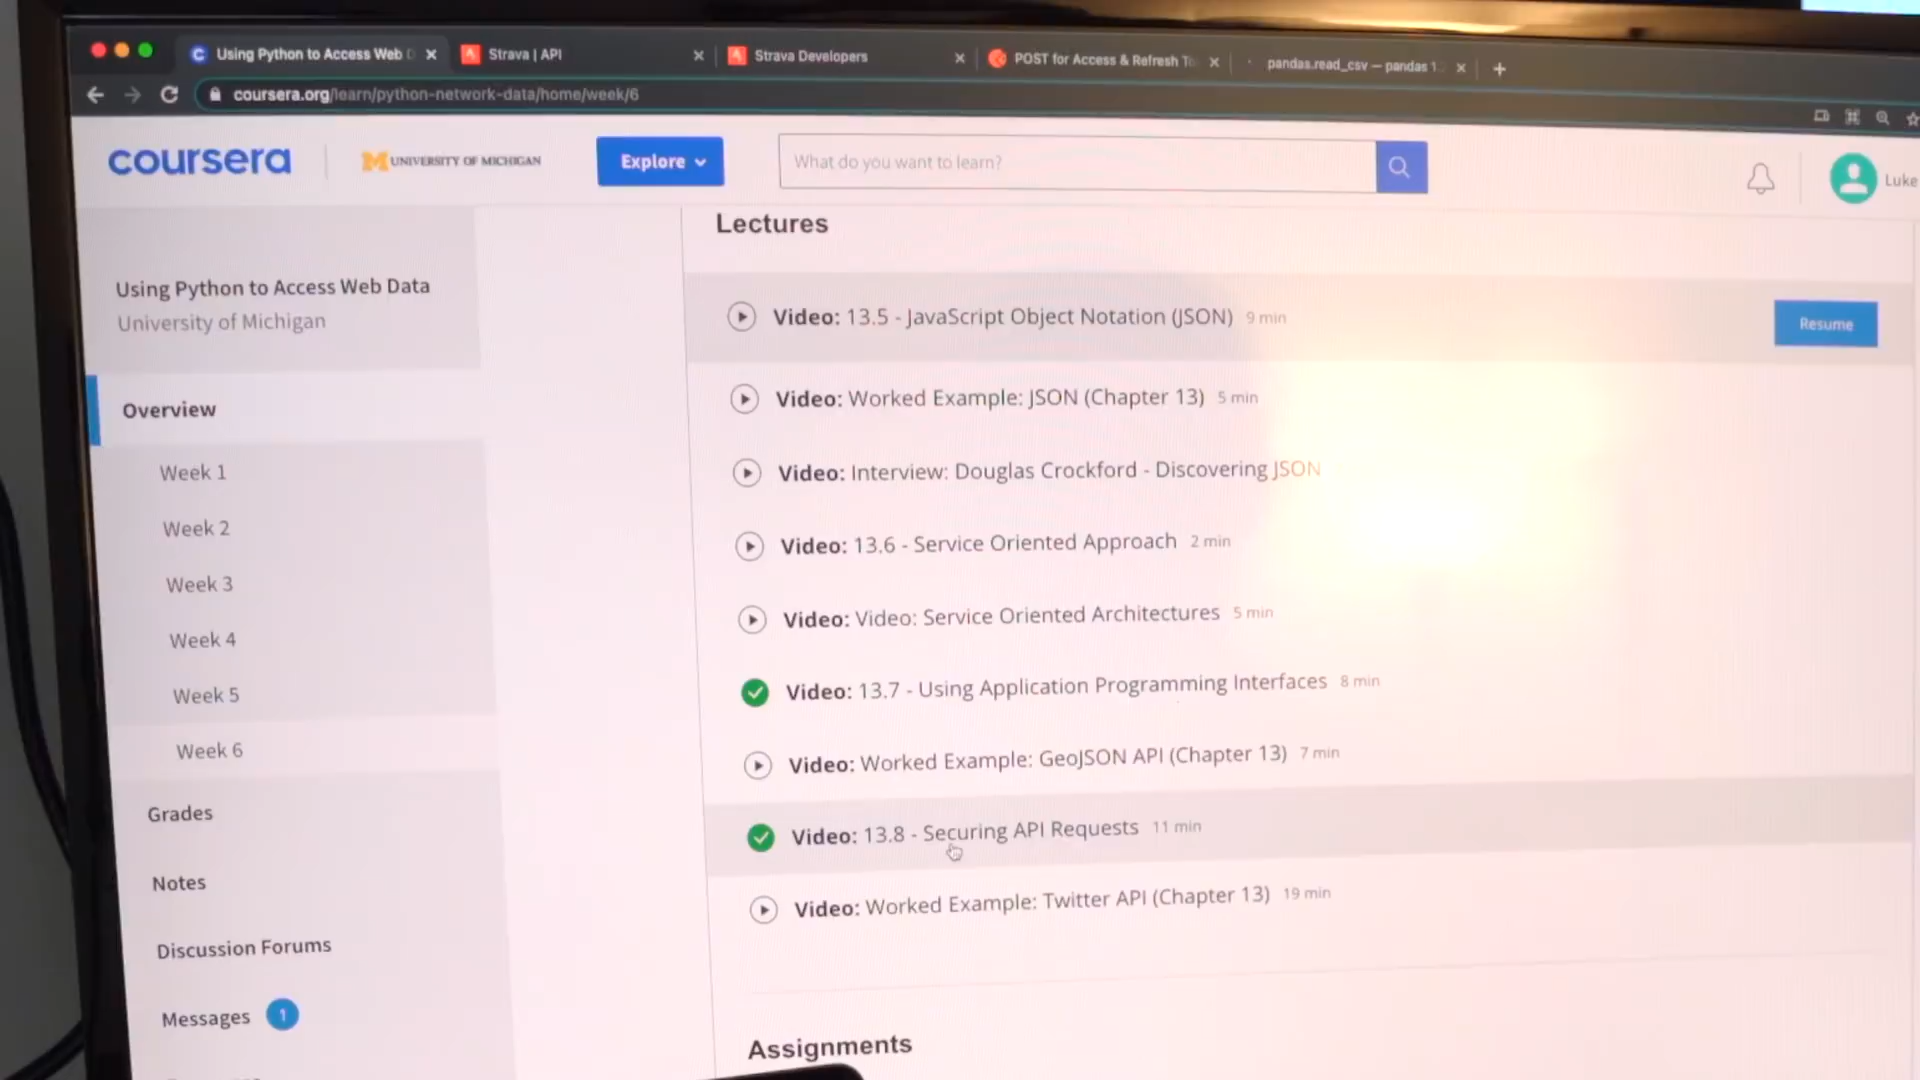 Using Python to Access Web
Strava | API
Strava Developers
POST for Access & Refresh
pandas.read_csv — pandas 1
coursera.org/learn/python-network-data/home/week/6
coursera
UNIVERSITY OF MICHIGAN
Explore
What do you want to learn?
Luke
Lectures
Using Python to Access Web Data
University of Michigan
Video: 13.5 - JavaScript Object Notation (JSON) 9 min
Resume
Overview
Video: Worked Example: JSON (Chapter 13) 5 min
Week 1
Video: Interview: Douglas Crockford - Discovering JSON
Week 2
Video: 13.6 - Service Oriented Approach 2 min
Week 3
Video: Video: Service Oriented Architectures 5 min
Week 4
Video: 13.7 - Using Application Programming Interfaces 8 min
Week 5
Video: Worked Example: GeoJSON API (Chapter 13) 7 min
Week 6
Video: 13.8 - Securing API Requests 11 min
Grades
Video: Worked Example: Twitter API (Chapter 13) 19 min
Notes
Discussion Forums
Messages 1
Assignments